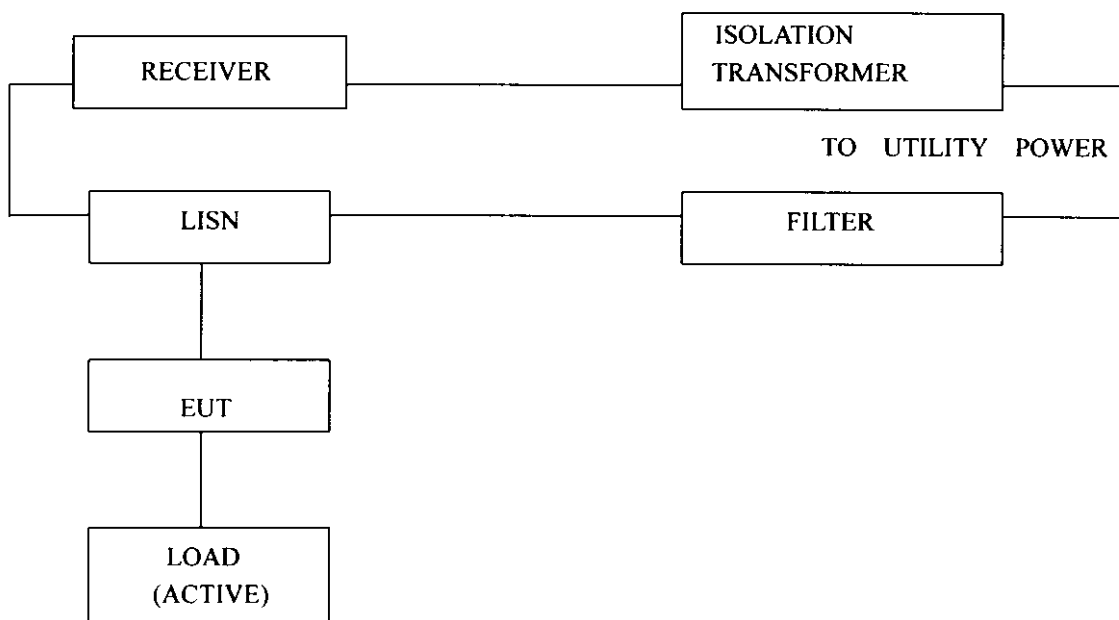 RECEIVER
ISOLATION
TRANSFORMER
TO UTILITY POWER
LISN
FILTER
EUT
LOAD
(ACTIVE)